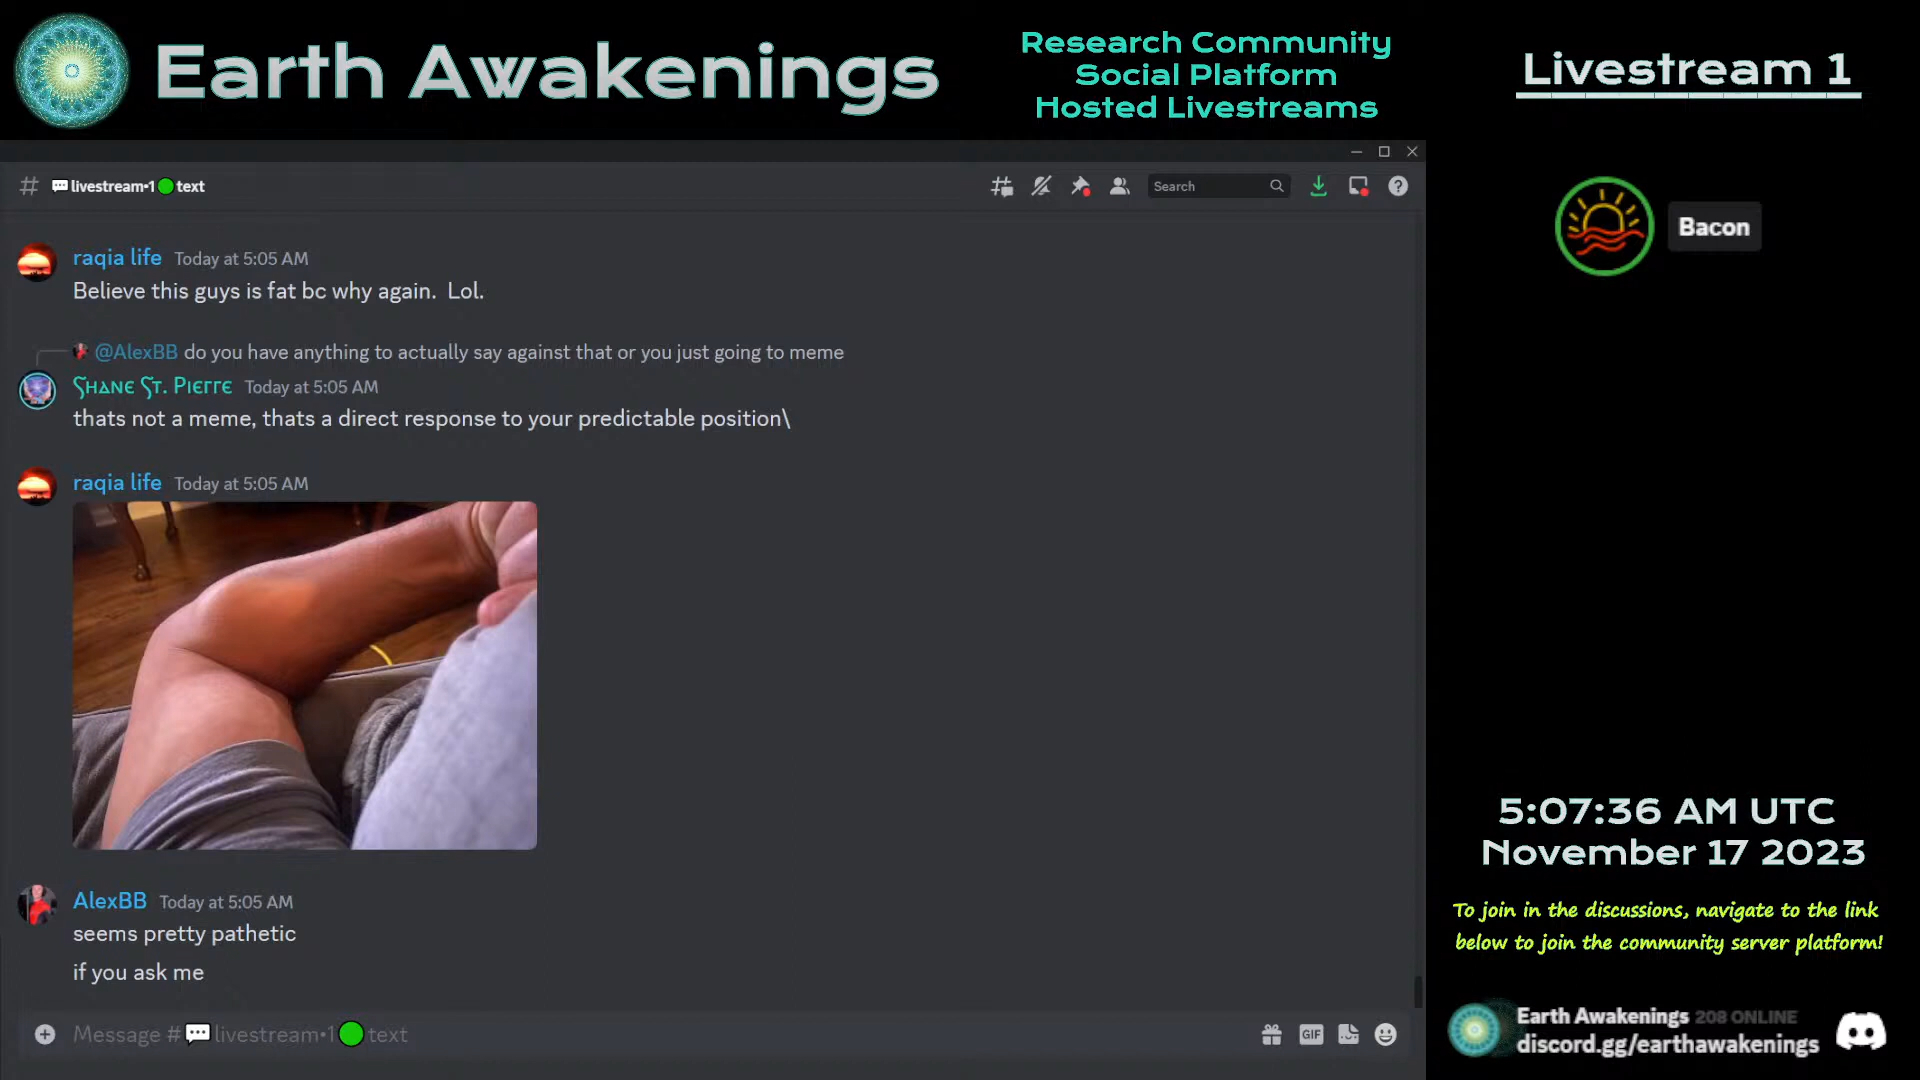 Earth Awakenings
Research Community
Social Platform
Hosted Livestreams
Livestream 1
livestream•1 text
Search
Bacon
raqia life Today at 5:05 AM
Believe this guys is fat bc why again. Lol.
@AlexBB do you have anything to actually say against that or you just going to meme
Shane St. Pierre Today at 5:05 AM
thats not a meme, thats a direct response to your predictable position\
raqia life Today at 5:05 AM
AlexBB Today at 5:05 AM
seems pretty pathetic
if you ask me
Message # livestream•1 text
GIF
5:07:36 AM UTC
November 17 2023
To join in the discussions, navigate to the link
below to join the community server platform!
Earth Awakenings 208 ONLINE
discord.gg/earthawakenings